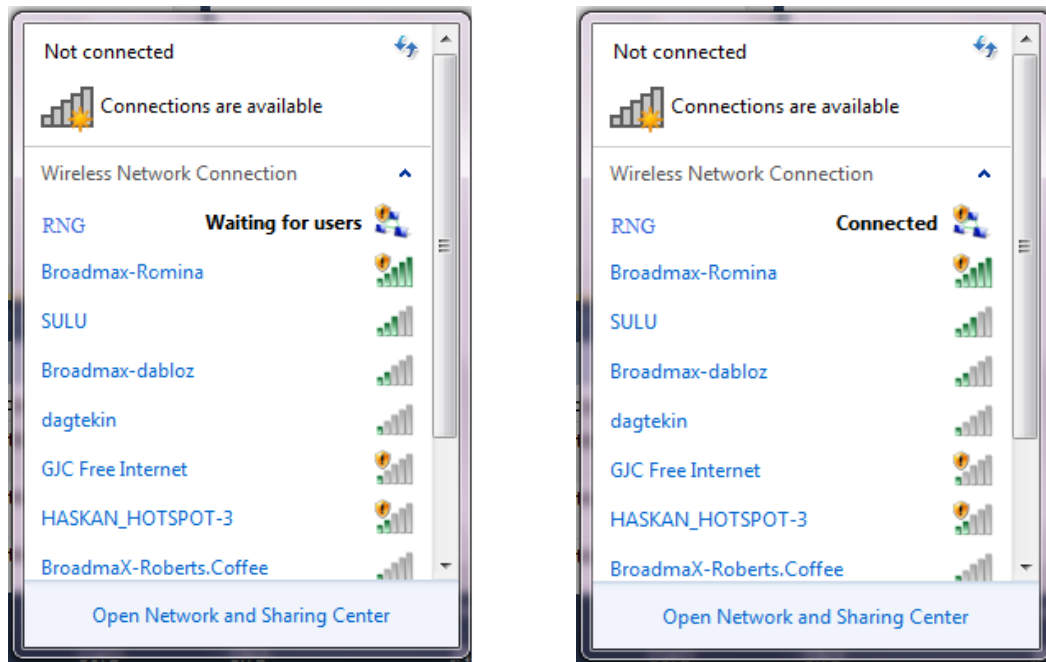 Not connected
Connections are available
Wireless Network Connection
RNG Waiting for users
Broadmax-Romina
SULU
Broadmax-dabloz
dagtekin
GJC Free Internet
HASKAN_HOTSPOT-3
BroadmaX-Roberts.Coffee
Open Network and Sharing Center
Not connected
Connections are available
Wireless Network Connection
RNG Connected
Broadmax-Romina
SULU
Broadmax-dabloz
dagtekin
GJC Free Internet
HASKAN_HOTSPOT-3
BroadmaX-Roberts.Coffee
Open Network and Sharing Center